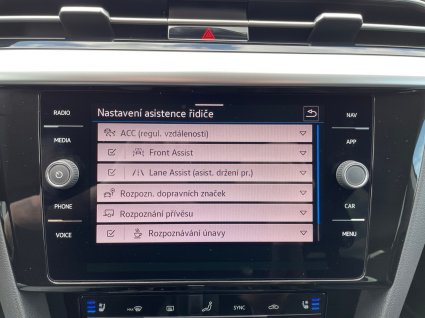 RADIO
MEDIA
PHONE
VOICE
Nastavení asistence řidiče
ACC (regul. vzdálenosti)
Front Assist
Lane Assist (asist. držení pr.)
Rozpozn. dopravních značek
Rozpoznání přívěsu
Rozpoznávání únavy
NAV
APP
CAR
MENU
MAX
SYNC